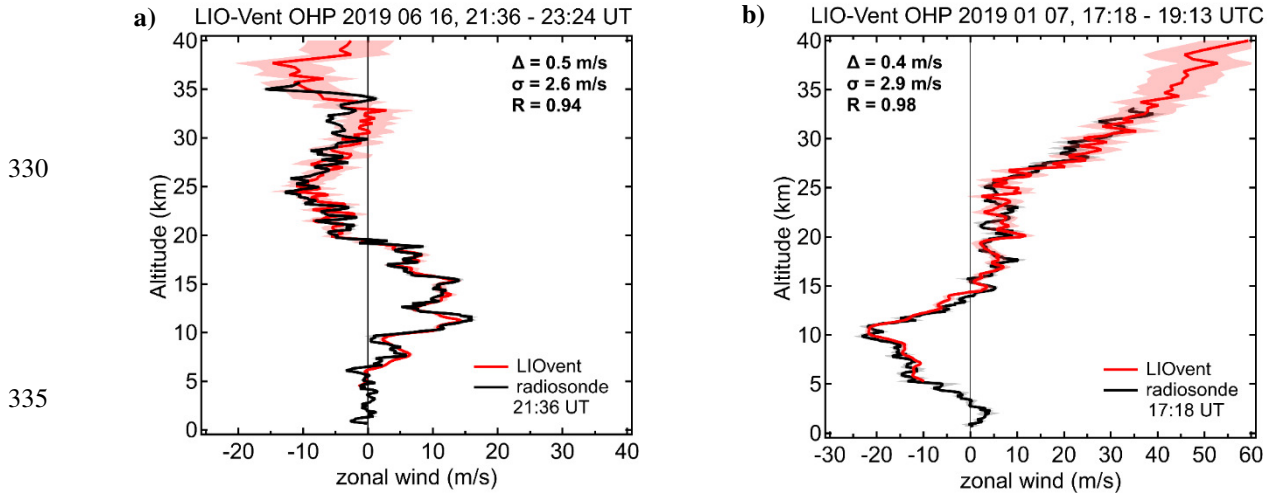 a) LIO-Vent OHP 2019 06 16, 21:36 - 23:24 UT
40
35
30
25
20
15
10
5
0
Altitude (km)
Δ = 0.5 m/s
σ = 2.6 m/s
R = 0.94
LIOvent
radiosonde
21:36 UT
-20 -10 0 10 20 30 40
zonal wind (m/s)
330
335
b) LIO-Vent OHP 2019 01 07, 17:18 - 19:13 UTC
40
35
30
25
20
15
10
5
0
Altitude (km)
Δ = 0.4 m/s
σ = 2.9 m/s
R = 0.98
LIOvent
radiosonde
17:18 UT
-30 -20 -10 0 10 20 30 40 50 60
zonal wind (m/s)